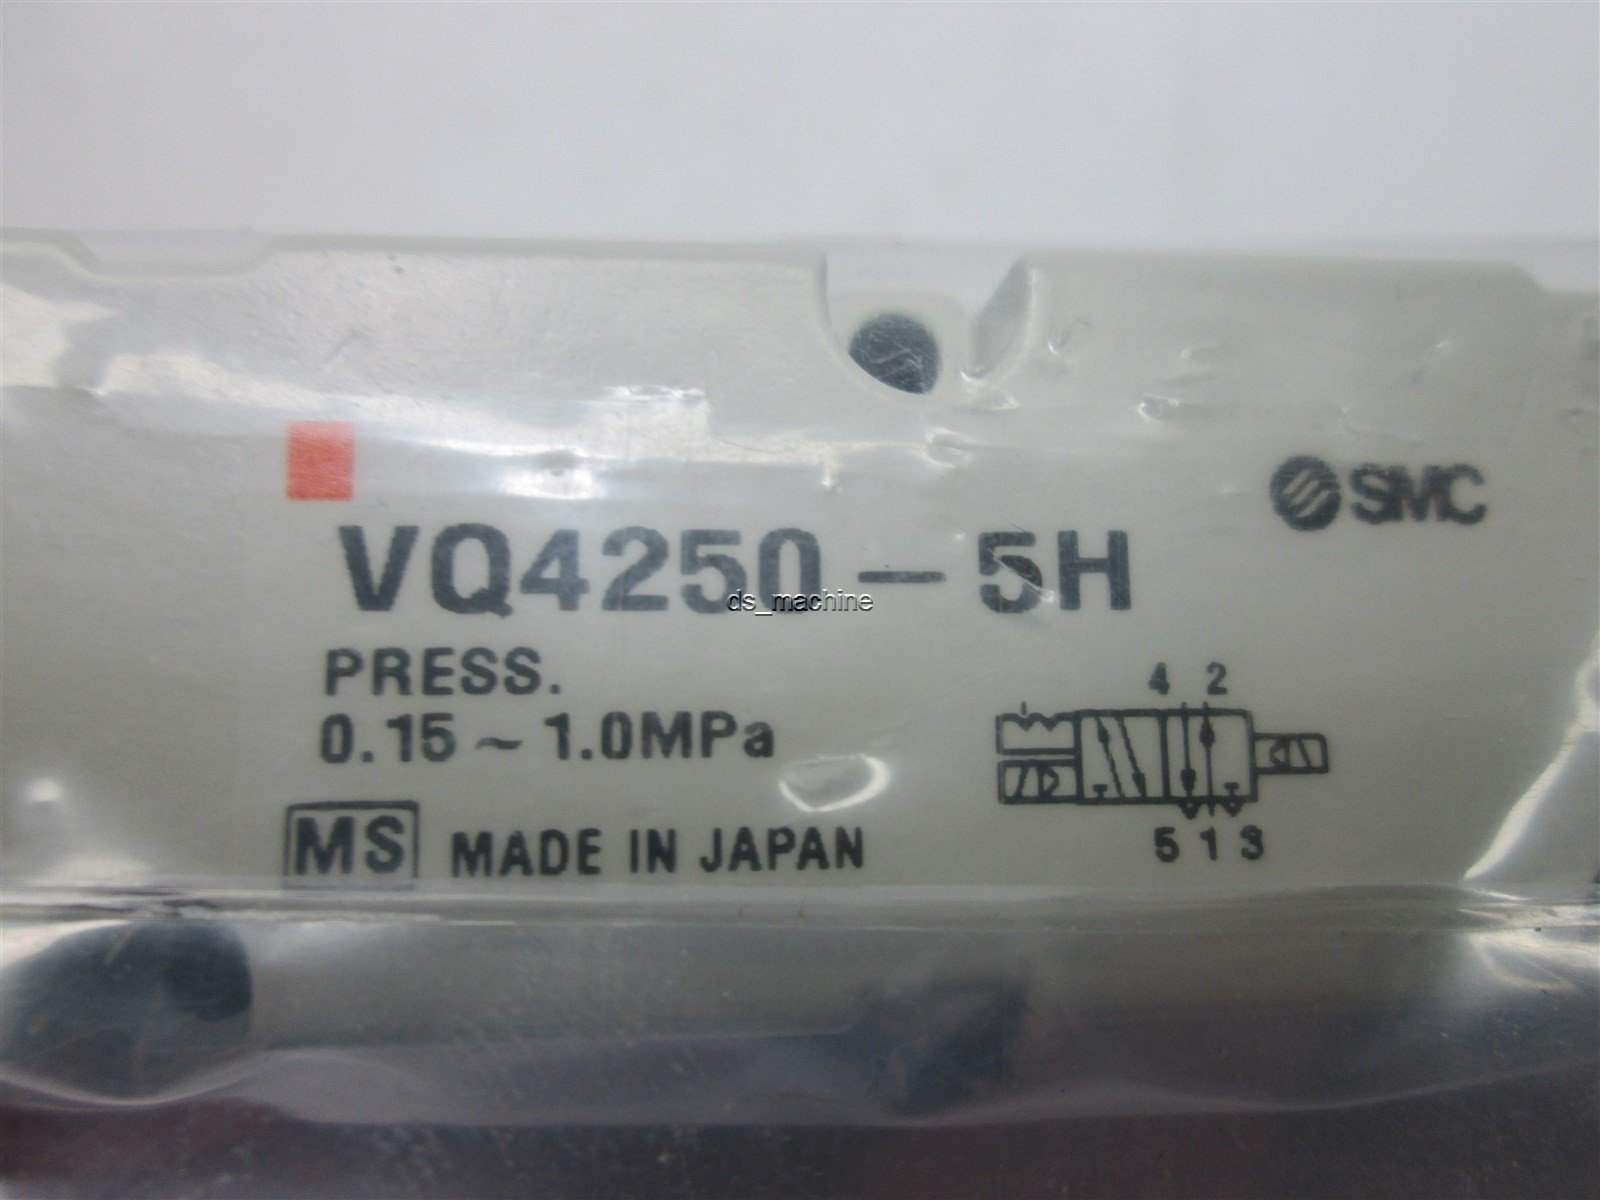 SMC
VQ4250-5H
ds_machine
PRESS.
0.15~1.0MPa
4 2
5 1 3
MS MADE IN JAPAN